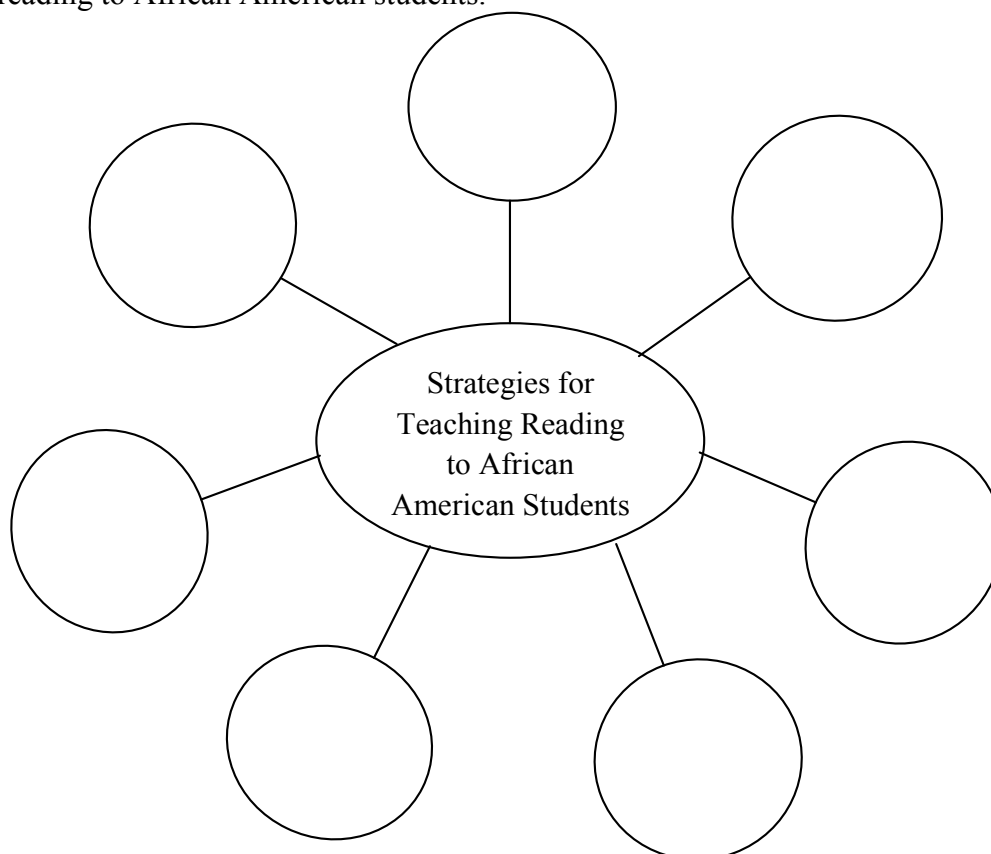 reading to African American students.
Strategies for
Teaching Reading
to African
American Students